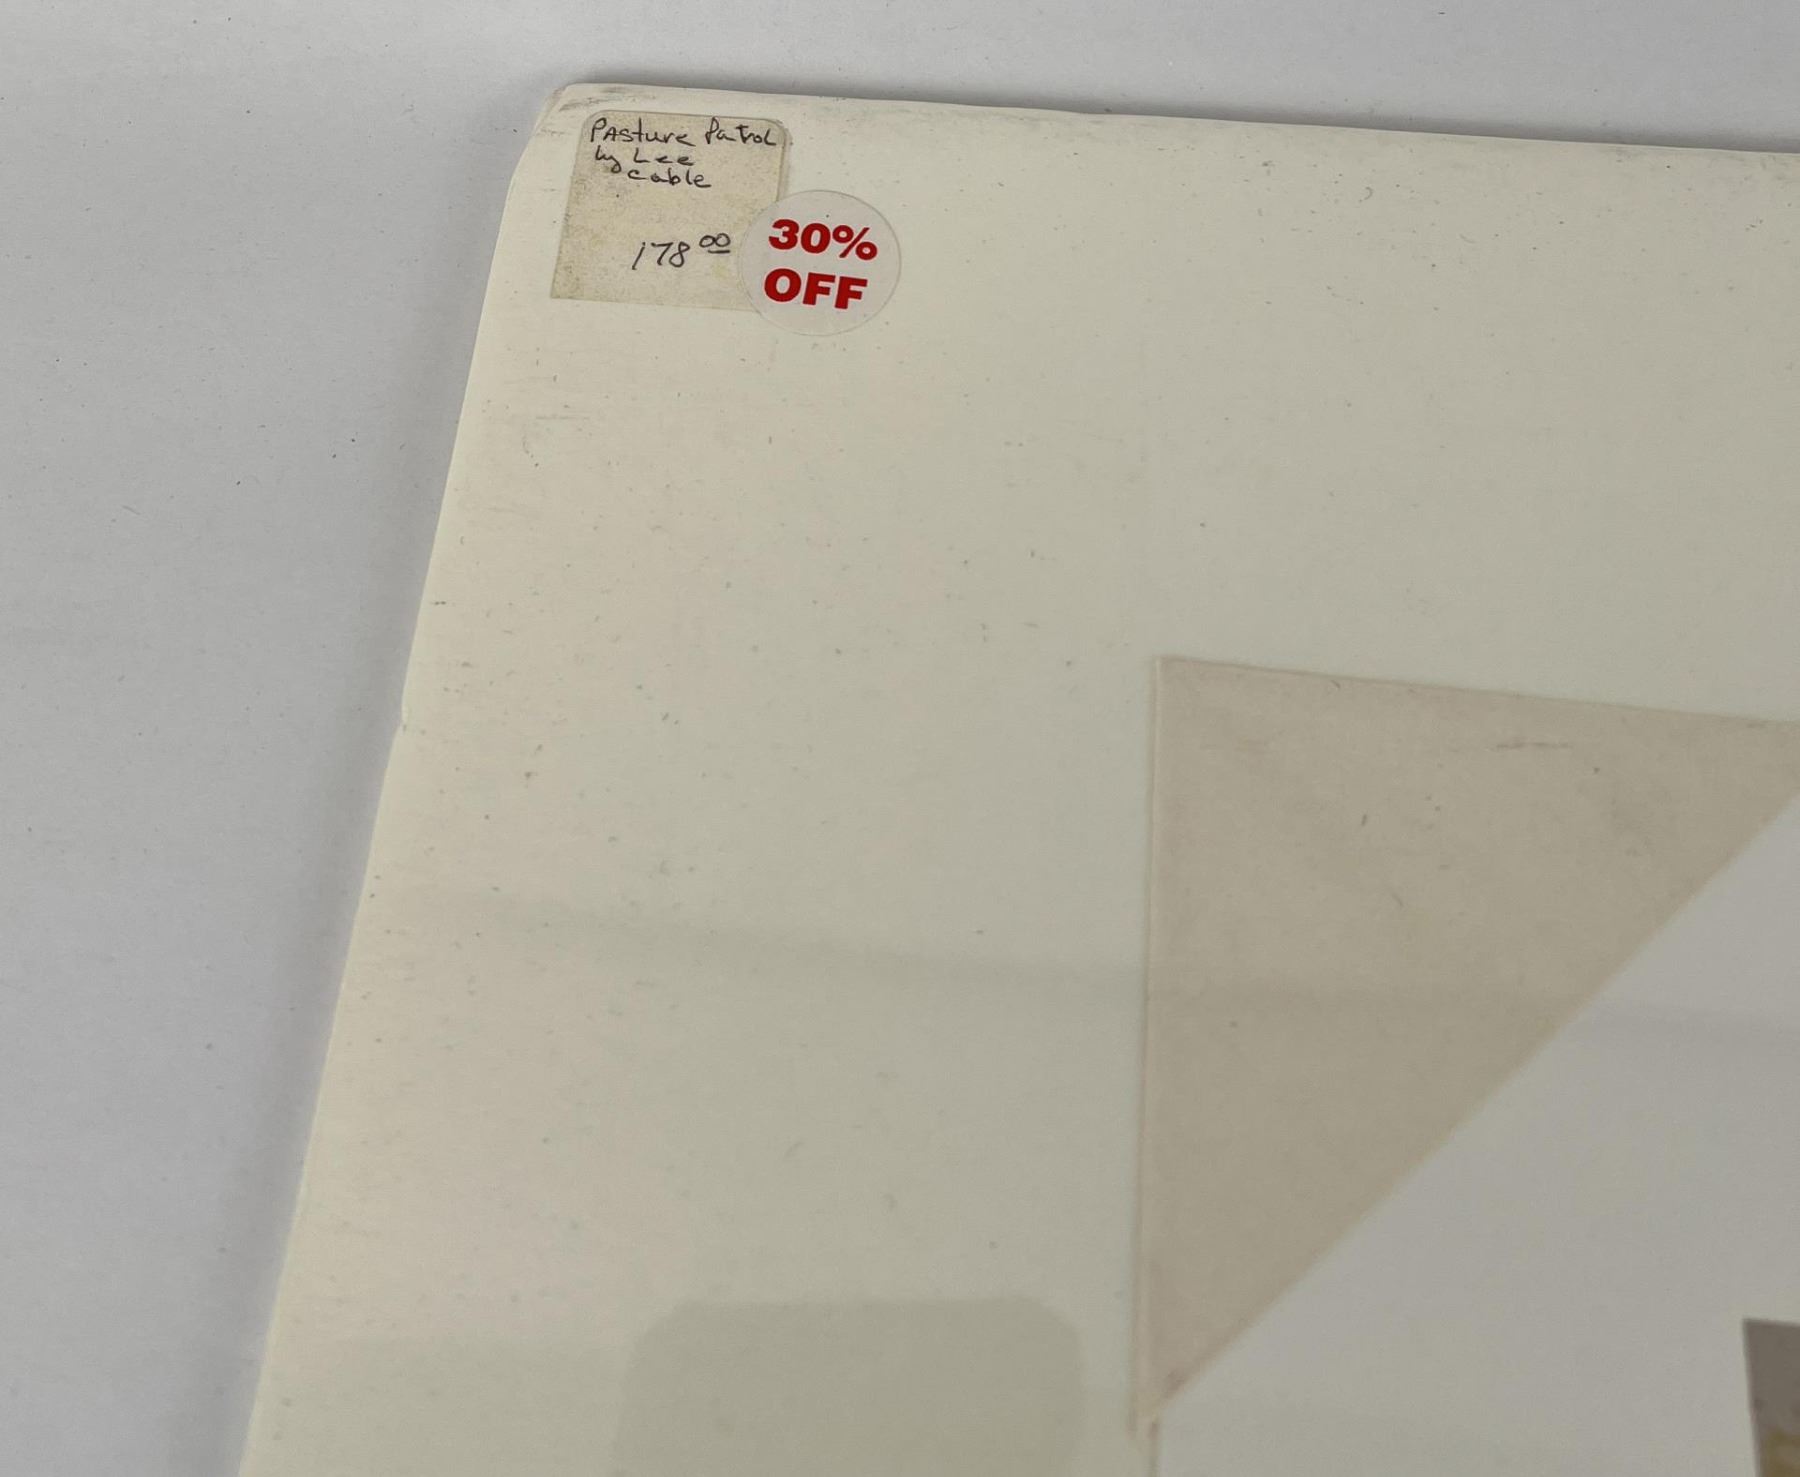 PASture Patrol
by Lee
cable
178 00
30%
OFF